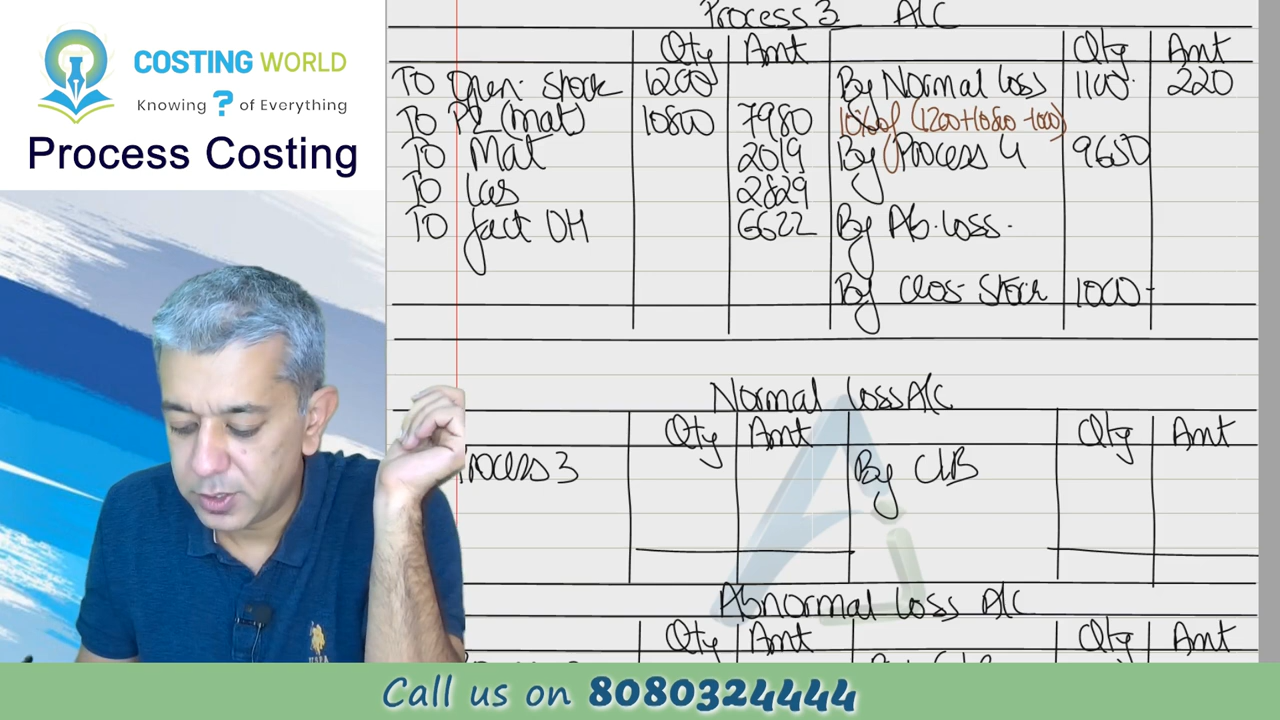 COSTING WORLD
Knowing ? of Everything
Process Costing
Process 3 A/C
Qty Amt Qty Amt
To Open. Stock 1200 By Normal loss 1100 220
To P2 (mat) 10800 7980 10% of (1200+10800-1000)
To Mat 2019 By Process 4 9650
To Lab 2829
To fact OH 6622 By Ab. loss.
By Clos- Stock 1000
Normal loss A/C
Qty Amt Qty Amt
Process 3 By C/B
Abnormal loss A/C
Qty Amt Qty Amt
Call us on 8080324444